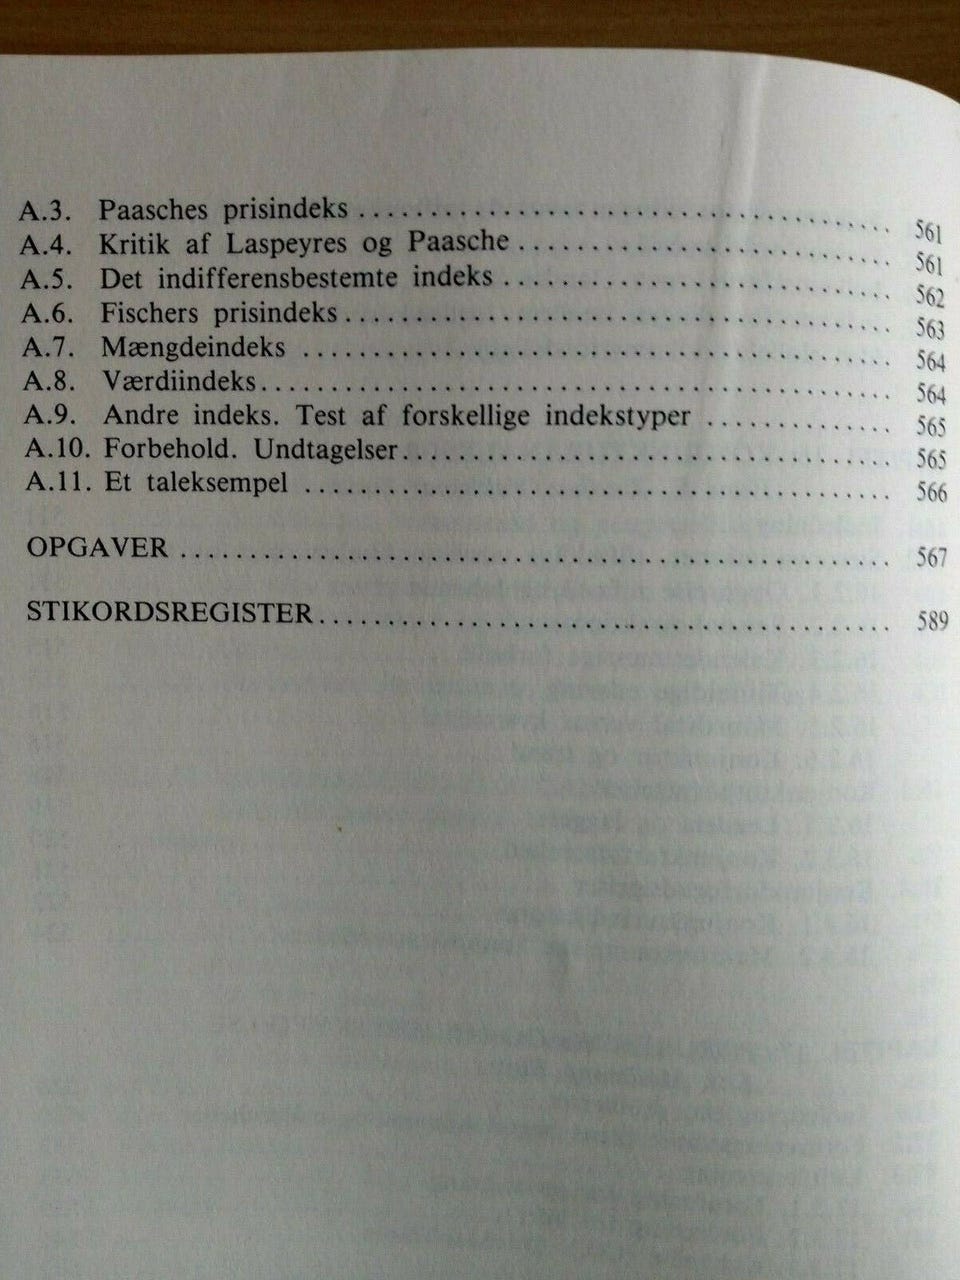 A.3. Paasches prisindeks 561
A.4. Kritik af Laspeyres og Paasche 561
A.5. Det indifferensbestemte indeks 562
A.6. Fischers prisindeks 563
A.7. Mængdeindeks 564
A.8. Værdiindeks 564
A.9. Andre indeks. Test af forskellige indekstyper 565
A.10. Forbehold. Undtagelser 565
A.11. Et taleksempel 566
OPGAVER 567
STIKORDSREGISTER 589